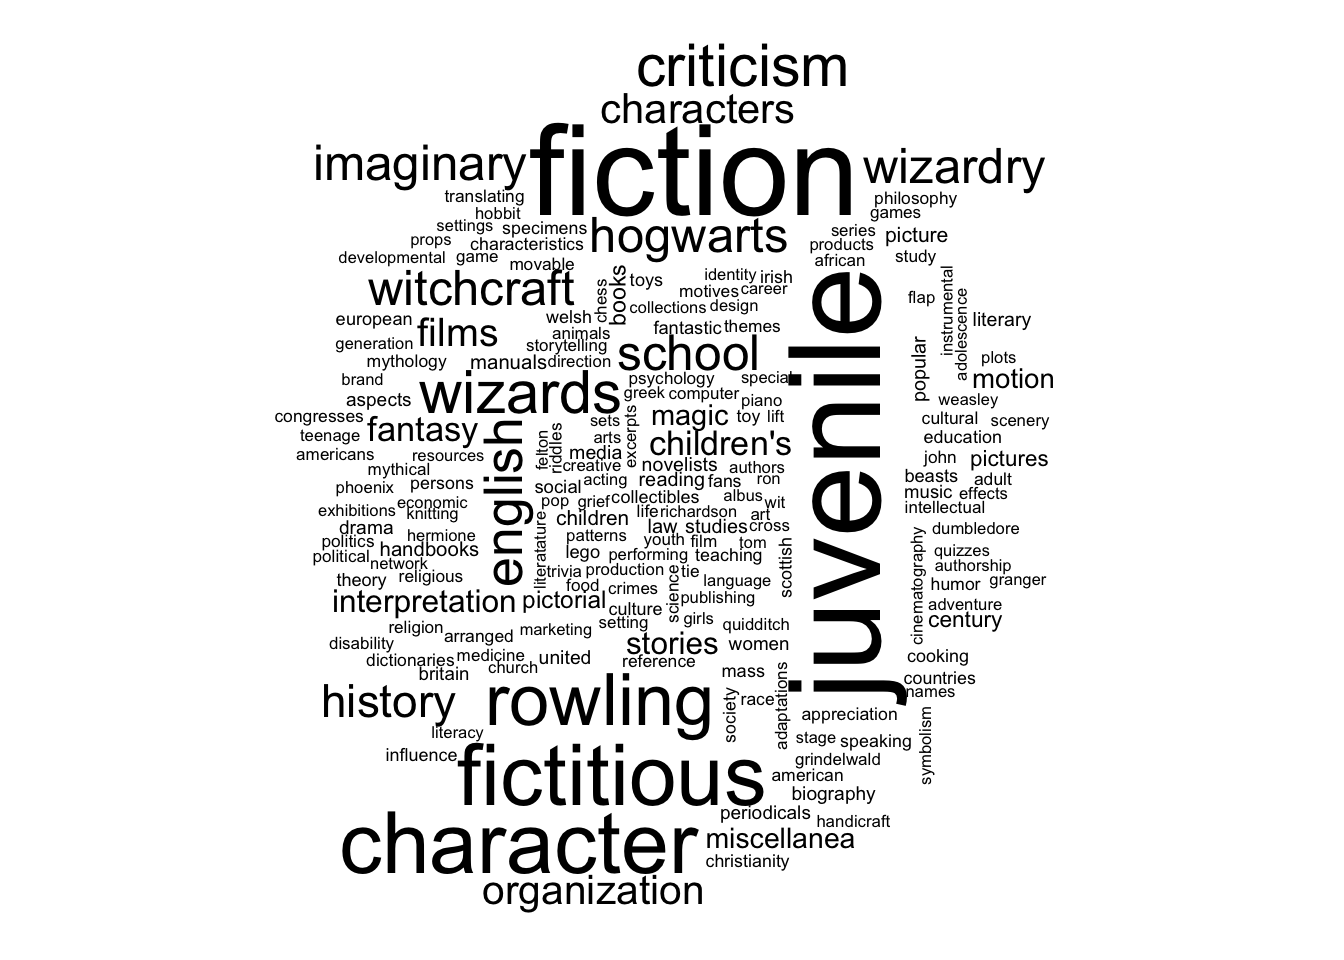 criticism
characters
fiction
imaginary
wizardry
translating
philosophy
hobbit
games
settings specimens
hogwarts
series
picture
props
characteristics
products
developmental
game
movable
african
study
witchcraft
books
toys
identity irish
chess
motives career
flap
instrumental
adolescence
collections design
european
films
welsh
literary
animals
fantastic themes
generation
storytelling
school
juvenile
popular
mythology
manuals direction
plots
brand
wizards
psychology
special
motion
aspects
greek computer
piano
weasley
congresses
magic
toy lift
cultural
scenery
teenage
fantasy
english
sets
excerpts
education
americans
resources
felton
riddles
arts
children's
media
john
pictures
mythical
creative
novelists
authors
phoenix
persons
acting
reading fans
ron
beasts
adult
social
music effects
exhibitions
economic
knitting
pop
grief collectibles
albus
wit
intellectual
drama
life richardson
art
politics
hermione
children
law studies cross
dumbledore
political
handbooks
patterns
youth film
tom
quizzes
network
lego
performing teaching
authorship
theory
religious
literatature
trivia
production
tie
language
scottish
cinematography
humor
granger
food
crimes
science
interpretation
pictorial
publishing
adventure
culture
century
religion
arranged
marketing
setting
girls
quidditch
disability
stories
women
dictionaries
medicine
united
reference
cooking
britain
church
mass
countries
history
rowling
society
race
adaptations
names
appreciation
literacy
stage speaking
symbolism
influence
fictitious
grindelwald
american
biography
periodicals
handicraft
character
miscellanea
christianity
organization